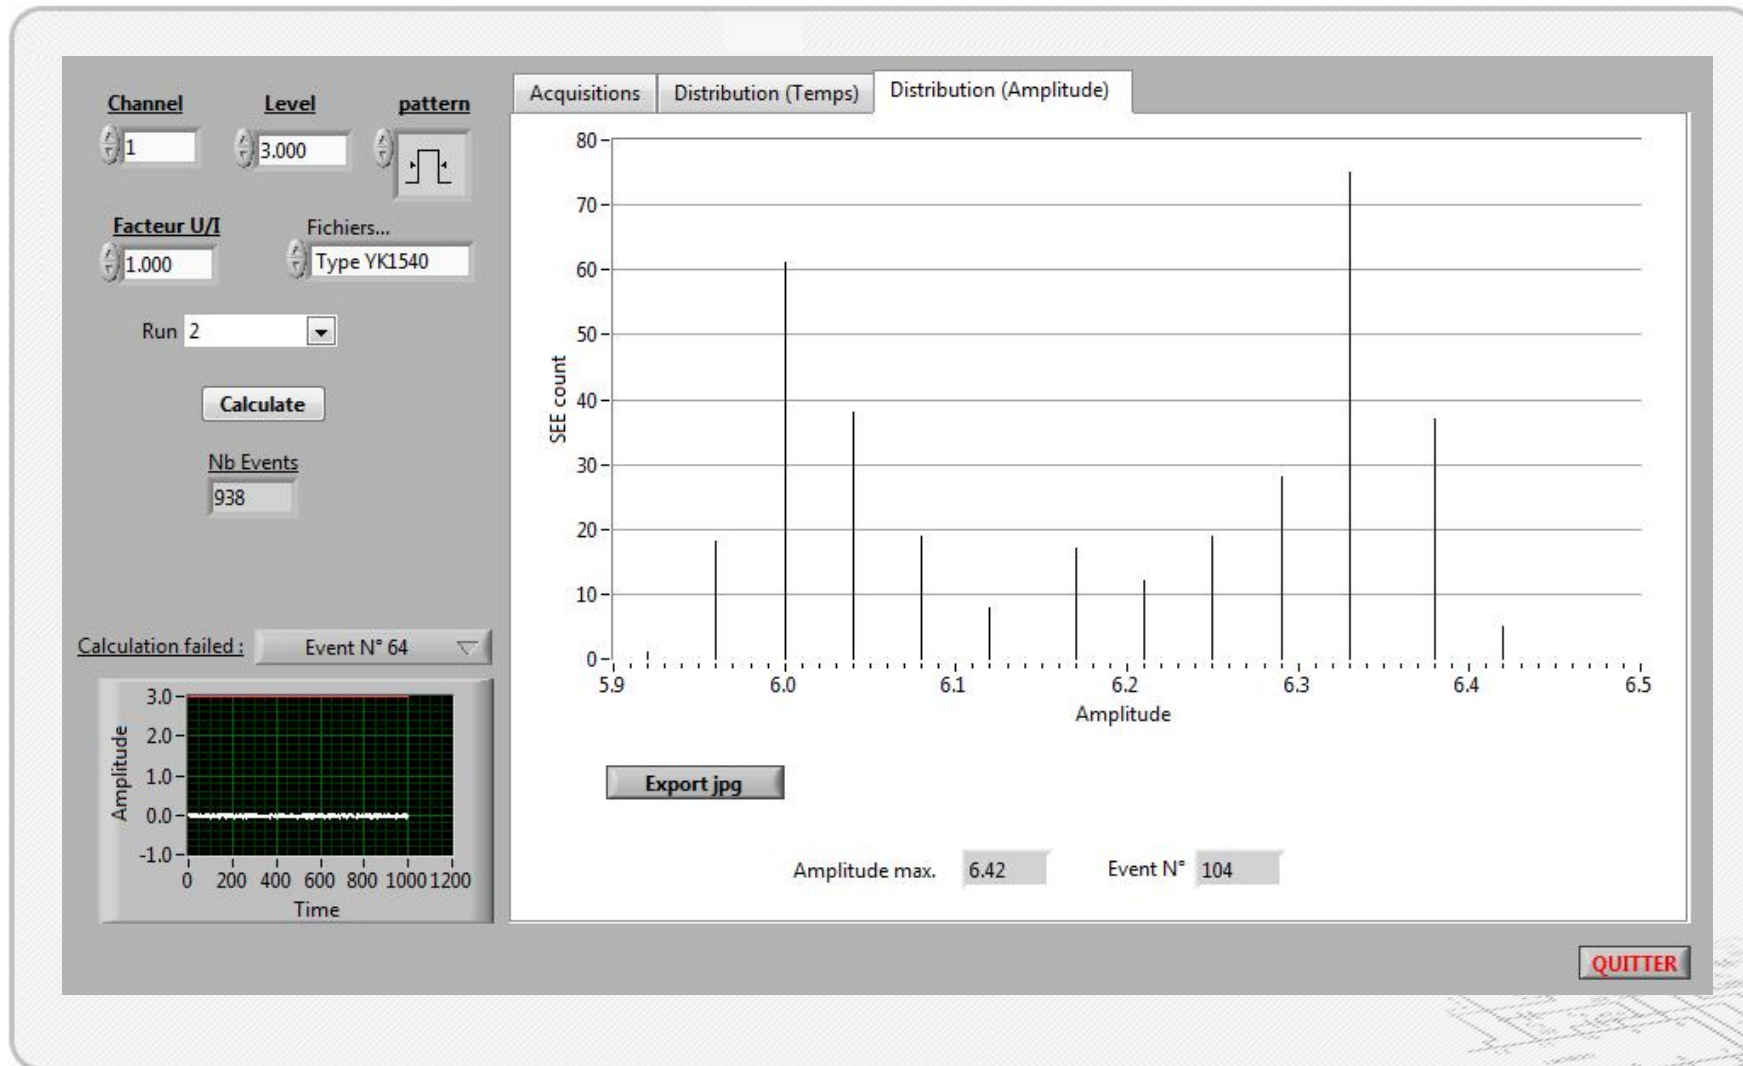 Channel Level pattern
1 3.000
Facteur U/I Fichiers...
1.000 Type YK1540
Run 2
Calculate
Nb Events
938
Calculation failed : Event N° 64
3.0
2.0
1.0
0.0
-1.0
Amplitude
0 200 400 600 800 1000 1200
Time
Acquisitions Distribution (Temps) Distribution (Amplitude)
80
70
60
50
40
30
20
10
0
SEE count
5.9 6.0 6.1 6.2 6.3 6.4 6.5
Amplitude
Export jpg
Amplitude max. 6.42 Event N° 104
QUITTER